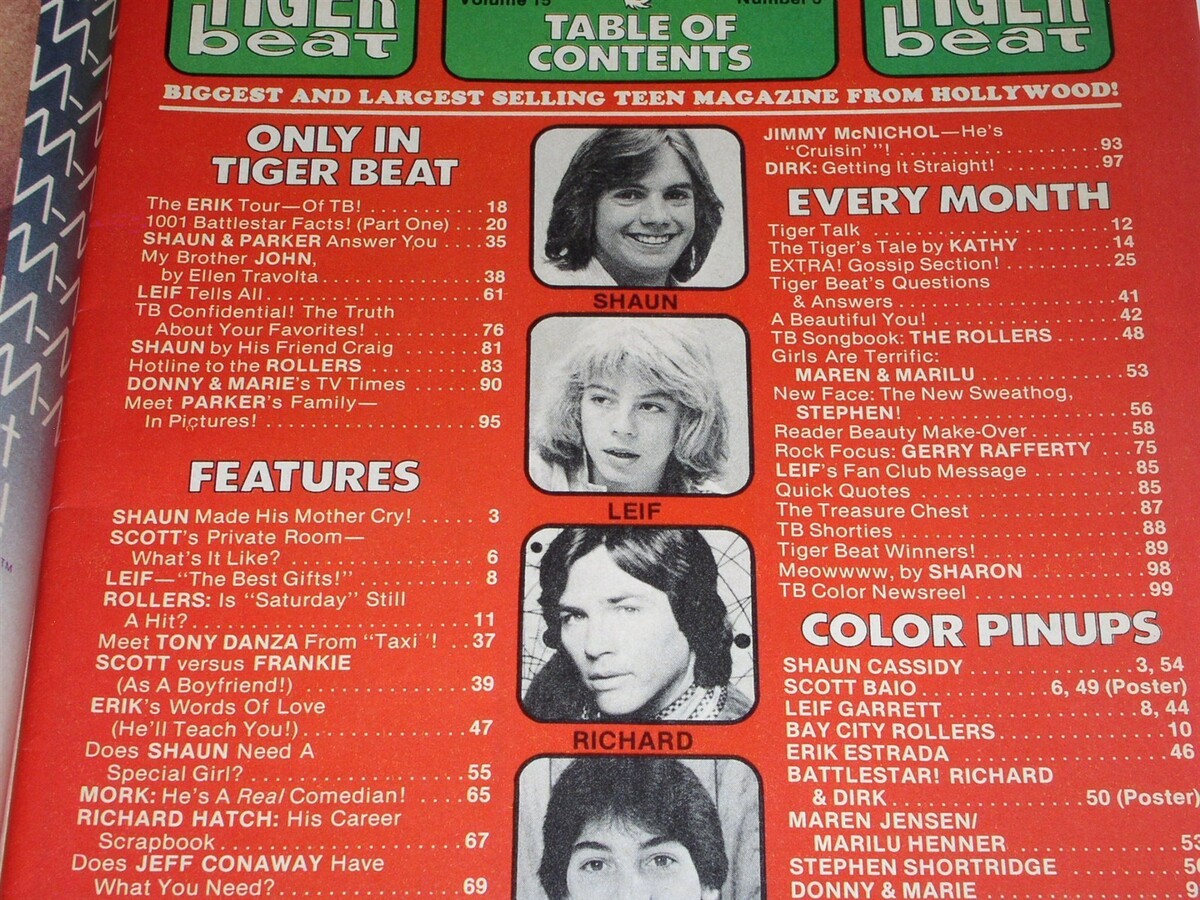 TIGER
beat
Volume 15
Number 5
TABLE OF
CONTENTS
TIGER
beat
BIGGEST AND LARGEST SELLING TEEN MAGAZINE FROM HOLLYWOOD!
ONLY IN
TIGER BEAT
The ERIK Tour—Of TB! . . . . . . . . . . . 18
1001 Battlestar Facts! (Part One) . . . 20
SHAUN & PARKER Answer You . . . 35
My Brother JOHN,
by Ellen Travolta . . . . . . . . . . . . . . . 38
LEIF Tells All . . . . . . . . . . . . . . . . . . . 61
TB Confidential! The Truth
About Your Favorites! . . . . . . . . . . 76
SHAUN by His Friend Craig . . . . . . . 81
Hotline to the ROLLERS . . . . . . . . . . 83
DONNY & MARIE's TV Times . . . . . . 90
Meet PARKER's Family—
In Pictures! . . . . . . . . . . . . . . . . . . . 95
FEATURES
SHAUN Made His Mother Cry! . . . . . 3
SCOTT's Private Room—
What's It Like? . . . . . . . . . . . . . . . . 6
LEIF—"The Best Gifts!" . . . . . . . . . . 8
ROLLERS: Is "Saturday" Still
A Hit? . . . . . . . . . . . . . . . . . . . . . . . 11
Meet TONY DANZA From "Taxi"! . . 37
SCOTT versus FRANKIE
(As A Boyfriend!) . . . . . . . . . . . . . . 39
ERIK's Words Of Love
(He'll Teach You!) . . . . . . . . . . . . . . 47
Does SHAUN Need A
Special Girl? . . . . . . . . . . . . . . . . . . 55
MORK: He's A Real Comedian! . . . . 65
RICHARD HATCH: His Career
Scrapbook . . . . . . . . . . . . . . . . . . . . 67
Does JEFF CONAWAY Have
What You Need? . . . . . . . . . . . . . . . 69
SHAUN
LEIF
RICHARD
JIMMY McNICHOL—He's
"Cruisin' "! . . . . . . . . . . . . . . . . . . . 93
DIRK: Getting It Straight! . . . . . . . . . 97
EVERY MONTH
Tiger Talk . . . . . . . . . . . . . . . . . . . . . 12
The Tiger's Tale by KATHY . . . . . . . . 14
EXTRA! Gossip Section! . . . . . . . . . . 25
Tiger Beat's Questions
& Answers . . . . . . . . . . . . . . . . . . . . 41
A Beautiful You! . . . . . . . . . . . . . . . . 42
TB Songbook: THE ROLLERS . . . . . . 48
Girls Are Terrific:
MAREN & MARILU . . . . . . . . . . . . . . 53
New Face: The New Sweathog,
STEPHEN! . . . . . . . . . . . . . . . . . . . . 56
Reader Beauty Make-Over . . . . . . . . 58
Rock Focus: GERRY RAFFERTY . . . 75
LEIF's Fan Club Message . . . . . . . . . 85
Quick Quotes . . . . . . . . . . . . . . . . . . 85
The Treasure Chest . . . . . . . . . . . . . . 87
TB Shorties . . . . . . . . . . . . . . . . . . . . 88
Tiger Beat Winners! . . . . . . . . . . . . . 89
Meowwww, by SHARON . . . . . . . . . . 98
TB Color Newsreel . . . . . . . . . . . . . . 99
COLOR PINUPS
SHAUN CASSIDY . . . . . . . . . . . . . 3, 54
SCOTT BAIO . . . . . . . . . . 6, 49 (Poster)
LEIF GARRETT . . . . . . . . . . . . . . . 8, 44
BAY CITY ROLLERS . . . . . . . . . . . . . 10
ERIK ESTRADA . . . . . . . . . . . . . . . . . 46
BATTLESTAR! RICHARD
& DIRK . . . . . . . . . . . . . . . . 50 (Poster)
MAREN JENSEN/
MARILU HENNER . . . . . . . . . . . . . . 53
STEPHEN SHORTRIDGE
DONNY & MARIE
TM